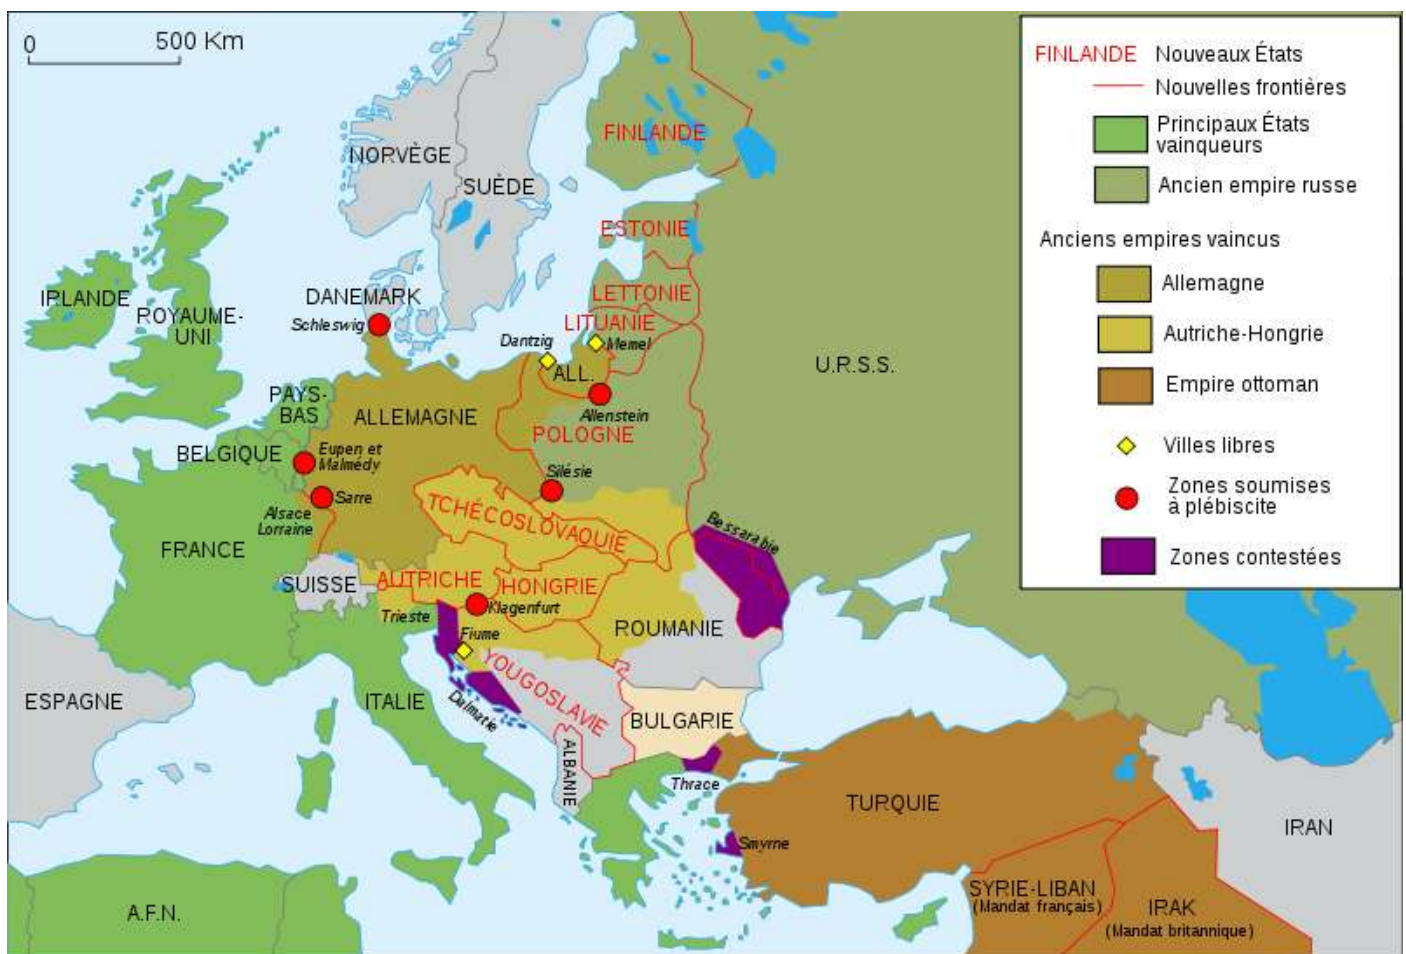 0
500 Km
NORVÈGE
SUÈDE
FINLANDE
ESTONIE
LETTONIE
LITUANIE
Memel
Dantzig
ALL.
Allenstein
POLOGNE
U.R.S.S.
IRLANDE
ROYAUME-
UNI
DANEMARK
Schleswig
PAYS-
BAS
ALLEMAGNE
BELGIQUE
Eupen et
Malmédy
Sarre
Alsace
Lorraine
Silésie
TCHÉCOSLOVAQUIE
FRANCE
SUISSE
AUTRICHE
HONGRIE
Klagenfurt
Trieste
Fiume
Bessarabie
ROUMANIE
YOUGOSLAVIE
Dalmatie
ESPAGNE
ITALIE
BULGARIE
ALBANIE
Thrace
Smyrne
TURQUIE
IRAN
A.F.N.
SYRIE-LIBAN
(Mandat français)
IRAK
(Mandat britannique)
FINLANDE Nouveaux États
Nouvelles frontières
Principaux États
vainqueurs
Ancien empire russe
Anciens empires vaincus
Allemagne
Autriche-Hongrie
Empire ottoman
Villes libres
Zones soumises
à plébiscite
Zones contestées